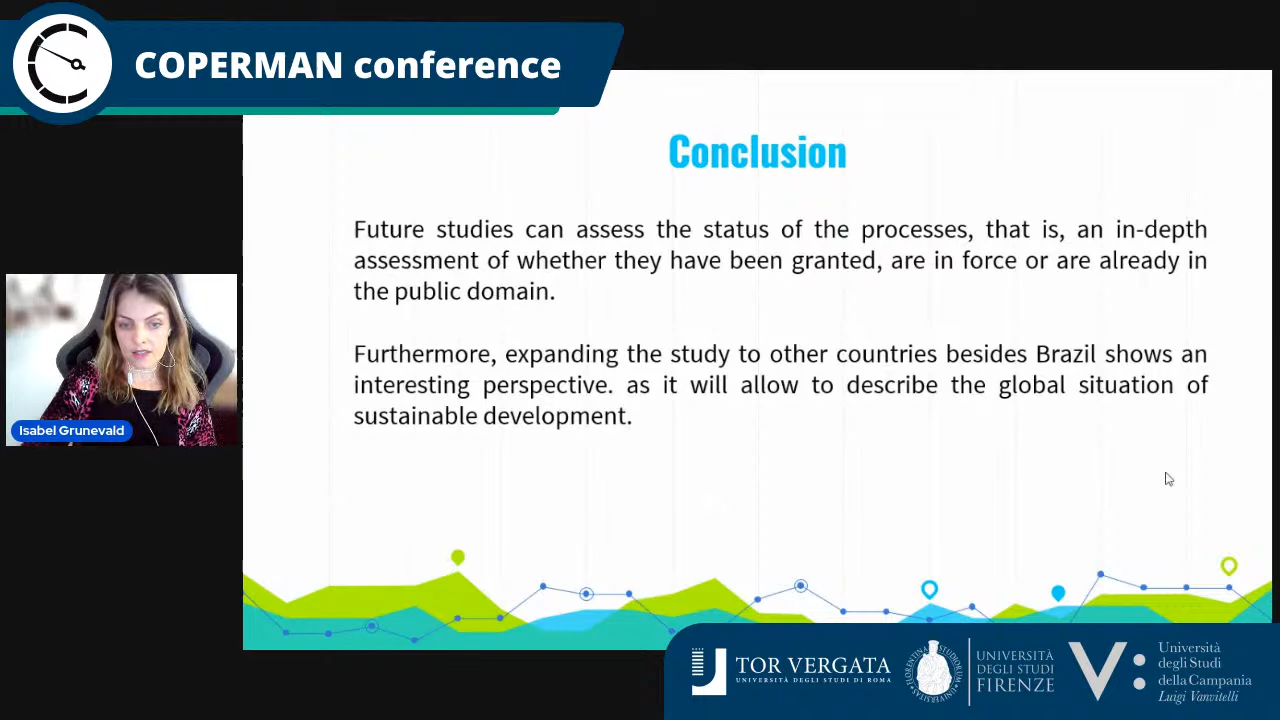 COPERMAN conference
Conclusion
Future studies can assess the status of the processes, that is, an in-depth
assessment of whether they have been granted, are in force or are already in
the public domain.
Furthermore, expanding the study to other countries besides Brazil shows an
interesting perspective. as it will allow to describe the global situation of
sustainable development.
Isabel Grunevald
TOR VERGATA
UNIVERSITÀ DEGLI STUDI DI ROMA
FLORENTINA STUDIORUM UNIVERSITAS
UNIVERSITÀ
DEGLI STUDI
FIRENZE
V:
Università
degli Studi
della Campania
Luigi Vanvitelli